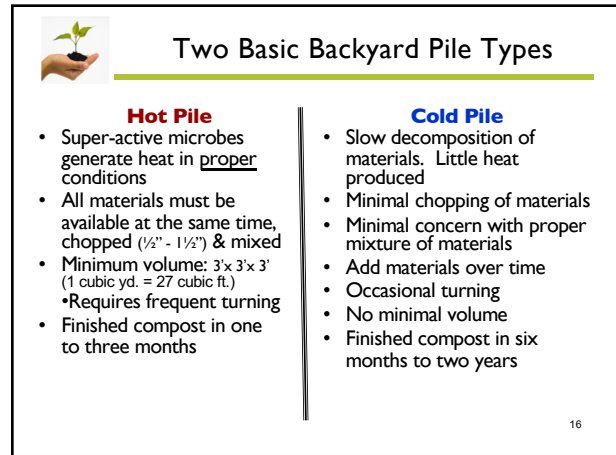 Two Basic Backyard Pile Types
Hot Pile
• Super-active microbes
generate heat in proper
conditions
• All materials must be
available at the same time,
chopped (½” - 1½”) & mixed
• Minimum volume: 3’x 3’x 3’
(1 cubic yd. = 27 cubic ft.)
•Requires frequent turning
• Finished compost in one
to three months
Cold Pile
• Slow decomposition of
materials. Little heat
produced
• Minimal chopping of materials
• Minimal concern with proper
mixture of materials
• Add materials over time
• Occasional turning
• No minimal volume
• Finished compost in six
months to two years
16